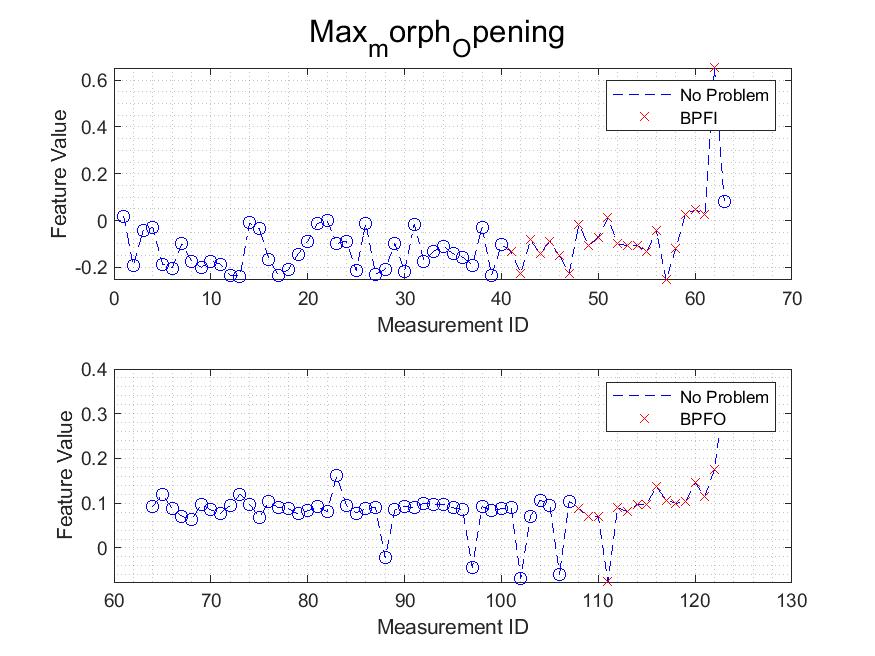 Max_morph_Opening
0.6
0.4
0.2
0
-0.2
Feature Value
No Problem
BPFI
0 10 20 30 40 50 60 70
Measurement ID
0.4
0.3
0.2
0.1
0
Feature Value
No Problem
BPFO
60 70 80 90 100 110 120 130
Measurement ID